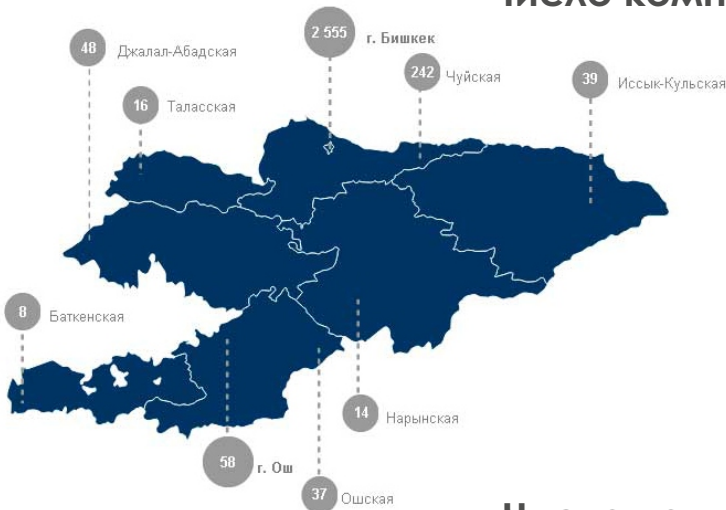 2 555
г. Бишкек
48
Джалал-Абадская
242
Чуйская
39
Иссык-Кульская
16
Таласская
8
Баткенская
14
Нарынская
58
г. Ош
37
Ошская